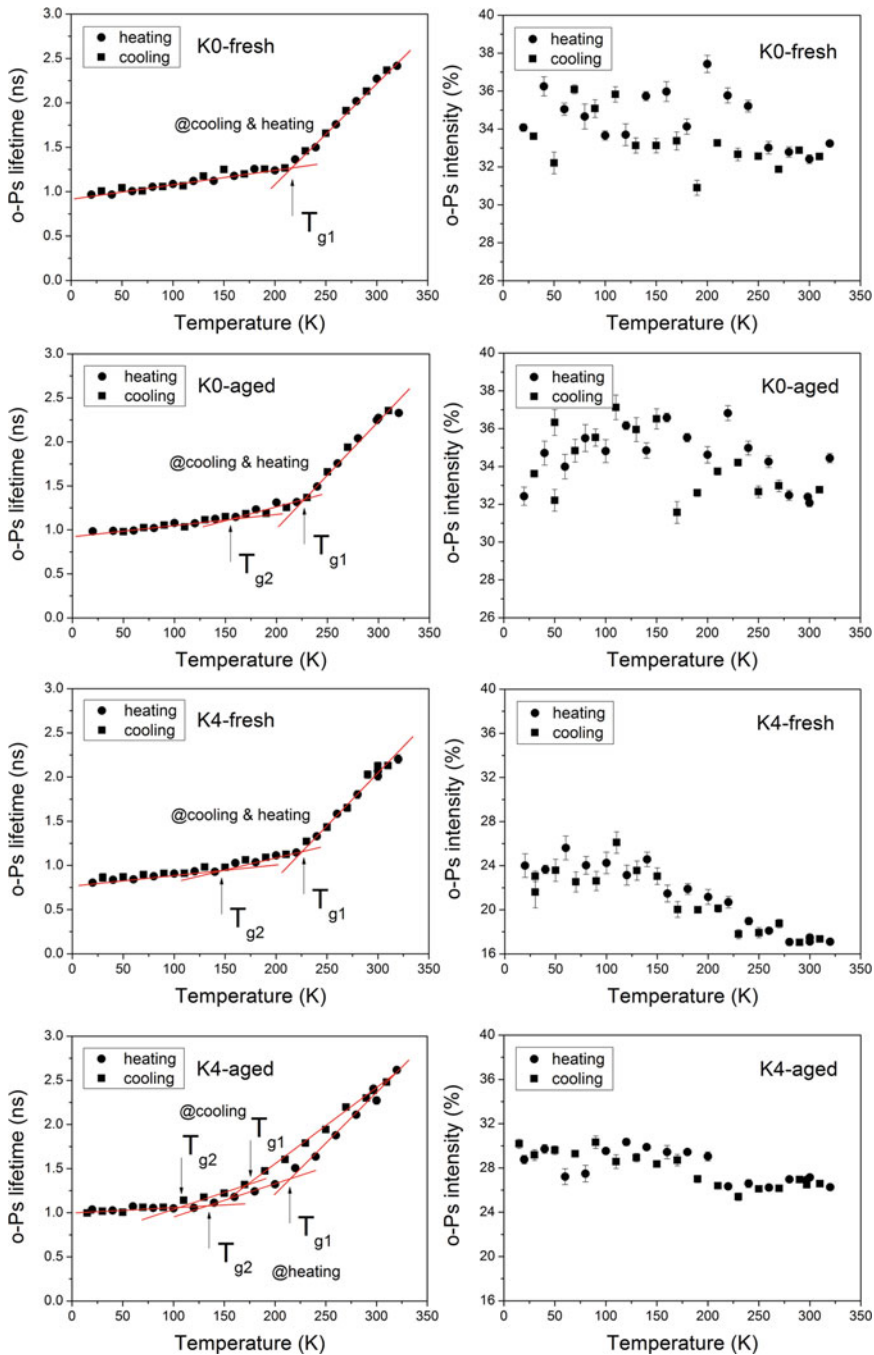 K0-fresh
heating
cooling
@cooling & heating
Tg1
o-Ps lifetime (ns)
3.0
2.5
2.0
1.5
1.0
0.5
0.0
0 50 100 150 200 250 300 350
Temperature (K)
K0-fresh
heating
cooling
o-Ps intensity (%)
40
38
36
34
32
30
28
26
0 50 100 150 200 250 300 350
Temperature (K)
K0-aged
heating
cooling
@cooling & heating
Tg2
Tg1
o-Ps lifetime (ns)
3.0
2.5
2.0
1.5
1.0
0.5
0.0
0 50 100 150 200 250 300 350
Temperature (K)
K0-aged
heating
cooling
o-Ps intensity (%)
40
38
36
34
32
30
28
26
0 50 100 150 200 250 300 350
Temperature (K)
K4-fresh
heating
cooling
@cooling & heating
Tg2
Tg1
o-Ps lifetime (ns)
3.0
2.5
2.0
1.5
1.0
0.5
0.0
0 50 100 150 200 250 300 350
Temperature (K)
K4-fresh
heating
cooling
o-Ps intensity (%)
40
36
32
28
24
20
16
0 50 100 150 200 250 300 350
Temperature (K)
K4-aged
heating
cooling
@cooling
Tg2
Tg1
Tg2
Tg1
@heating
o-Ps lifetime (ns)
3.0
2.5
2.0
1.5
1.0
0.5
0.0
0 50 100 150 200 250 300 350
Temperature (K)
K4-aged
heating
cooling
o-Ps intensity (%)
40
36
32
28
24
20
16
0 50 100 150 200 250 300 350
Temperature (K)